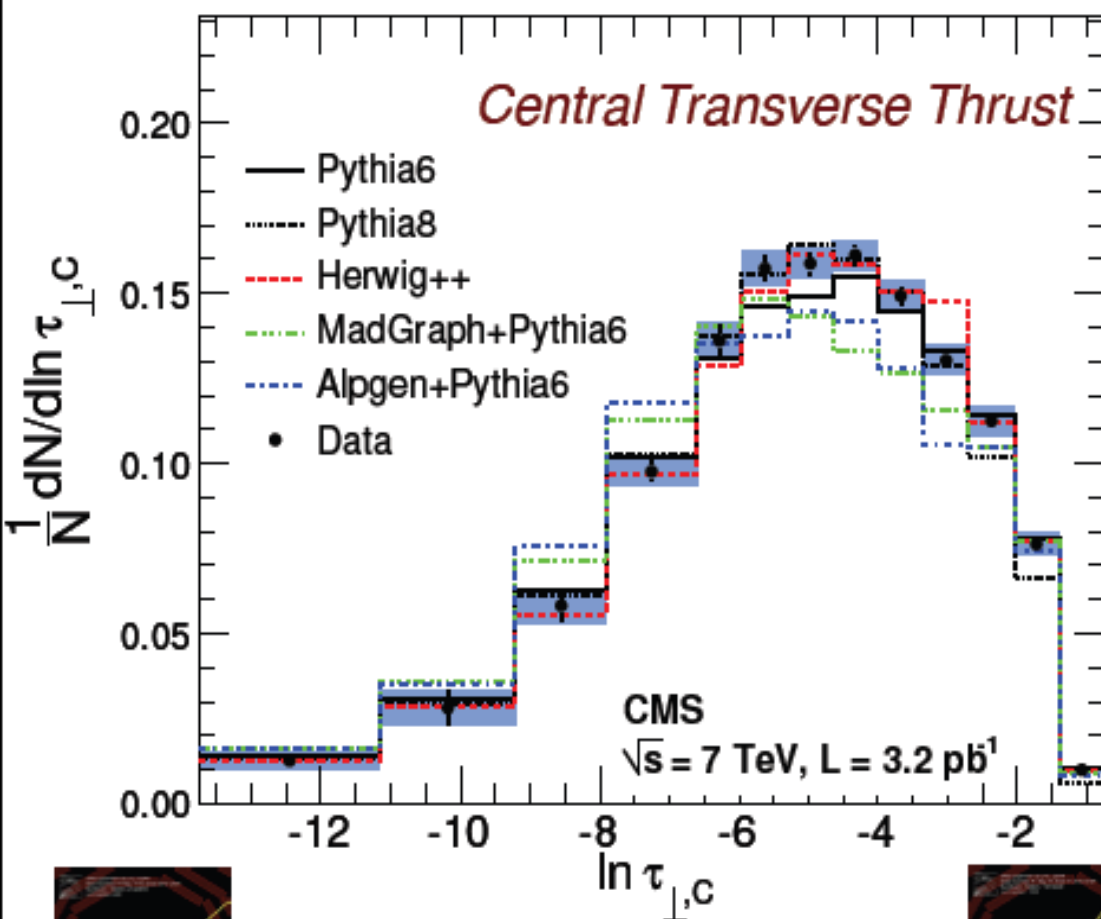 Central Transverse Thrust
0.20
0.15
0.10
0.05
0.00
1/N dN/dln τ⊥,C
Pythia6
Pythia8
Herwig++
MadGraph+Pythia6
Alpgen+Pythia6
Data
CMS
√s = 7 TeV, L = 3.2 pb⁻¹
-12 -10 -8 -6 -4 -2
ln τ⊥,C